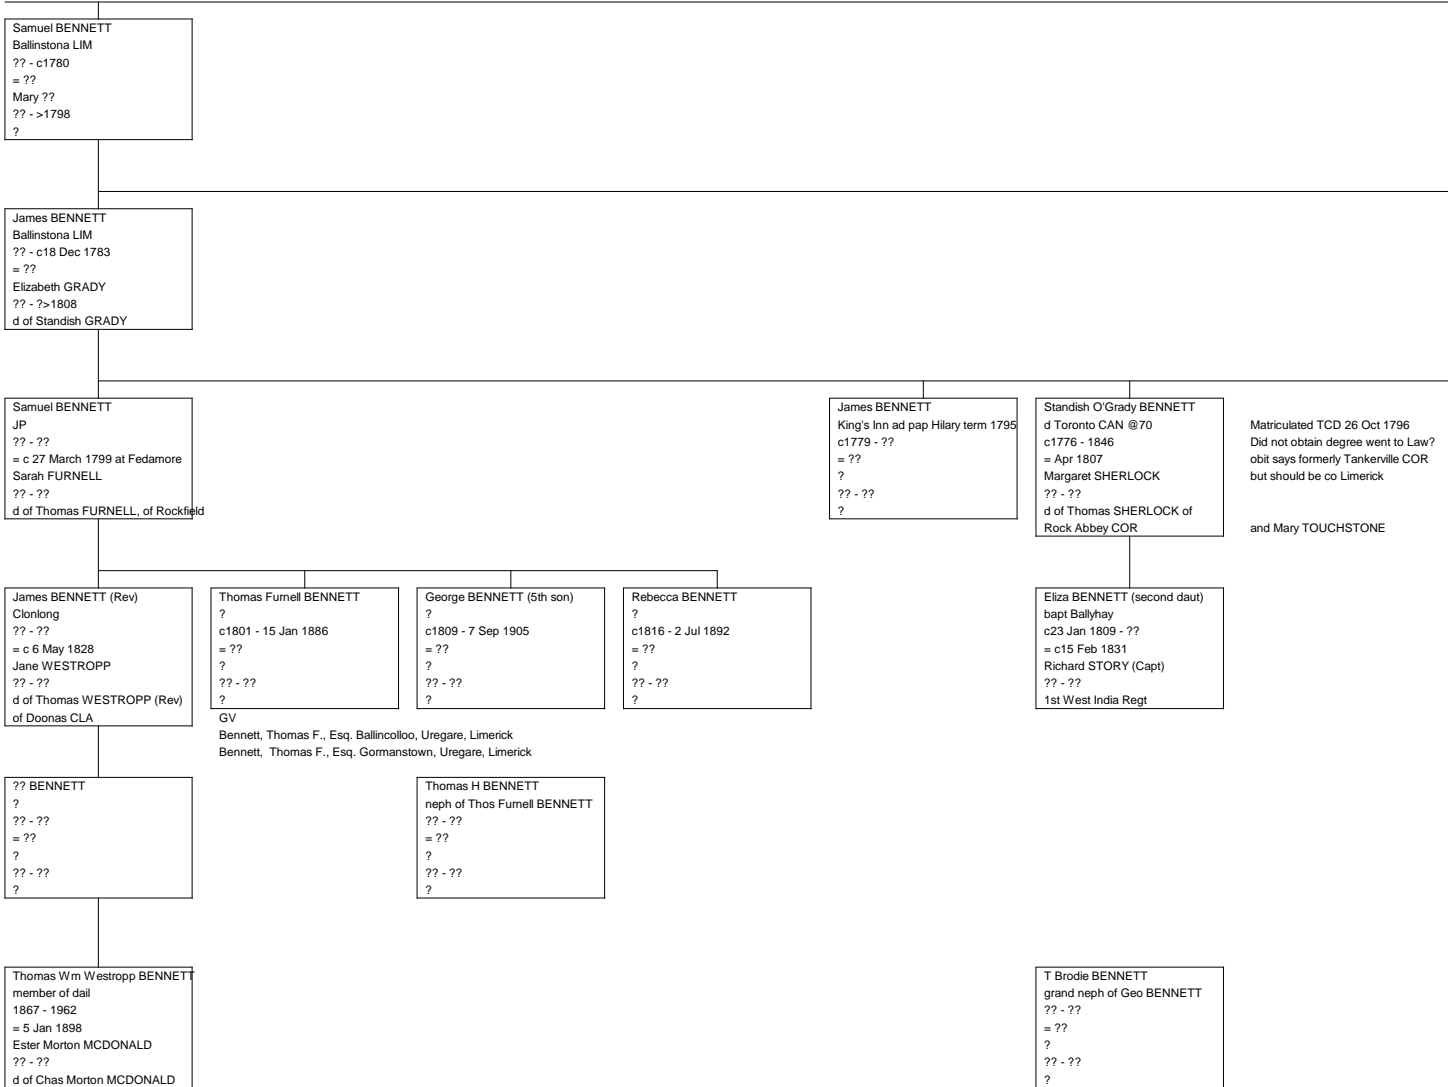 Samuel BENNETT
Ballinstona LIM
?? - c1780
= ??
Mary ??
?? - >1798
?
James BENNETT
Ballinstona LIM
?? - c18 Dec 1783
= ??
Elizabeth GRADY
?? - ?>1808
d of Standish GRADY
Samuel BENNETT
JP
?? - ??
= c 27 March 1799 at Fedamore
Sarah FURNELL
?? - ??
d of Thomas FURNELL, of Rockfield
James BENNETT
King's Inn ad pap Hilary term 1795
c1779 - ??
= ??
?
?? - ??
?
Standish O'Grady BENNETT
d Toronto CAN @70
c1776 - 1846
= Apr 1807
Margaret SHERLOCK
?? - ??
d of Thomas SHERLOCK of
Rock Abbey COR
Matriculated TCD 26 Oct 1796
Did not obtain degree went to Law?
obit says formerly Tankerville COR
but should be co Limerick
and Mary TOUCHSTONE
James BENNETT (Rev)
Clonlong
?? - ??
= c 6 May 1828
Jane WESTROPP
?? - ??
d of Thomas WESTROPP (Rev)
of Doonas CLA
Thomas Furnell BENNETT
?
c1801 - 15 Jan 1886
= ??
?
?? - ??
?
GV
Bennett, Thomas F., Esq. Ballincolloo, Uregare, Limerick
Bennett,  Thomas F., Esq. Gormanstown, Uregare, Limerick
George BENNETT (5th son)
?
c1809 - 7 Sep 1905
= ??
?
?? - ??
?
Rebecca BENNETT
?
c1816 - 2 Jul 1892
= ??
?
?? - ??
?
Eliza BENNETT (second daut)
bapt Ballyhay
c23 Jan 1809 - ??
= c15 Feb 1831
Richard STORY (Capt)
?? - ??
1st West India Regt
?? BENNETT
?
?? - ??
= ??
?
?? - ??
?
Thomas H BENNETT
neph of Thos Furnell BENNETT
?? - ??
= ??
?
?? - ??
?
Thomas Wm Westropp BENNETT
member of dail
1867 - 1962
= 5 Jan 1898
Ester Morton MCDONALD
?? - ??
d of Chas Morton MCDONALD
T Brodie BENNETT
grand neph of Geo BENNETT
?? - ??
= ??
?
?? - ??
?